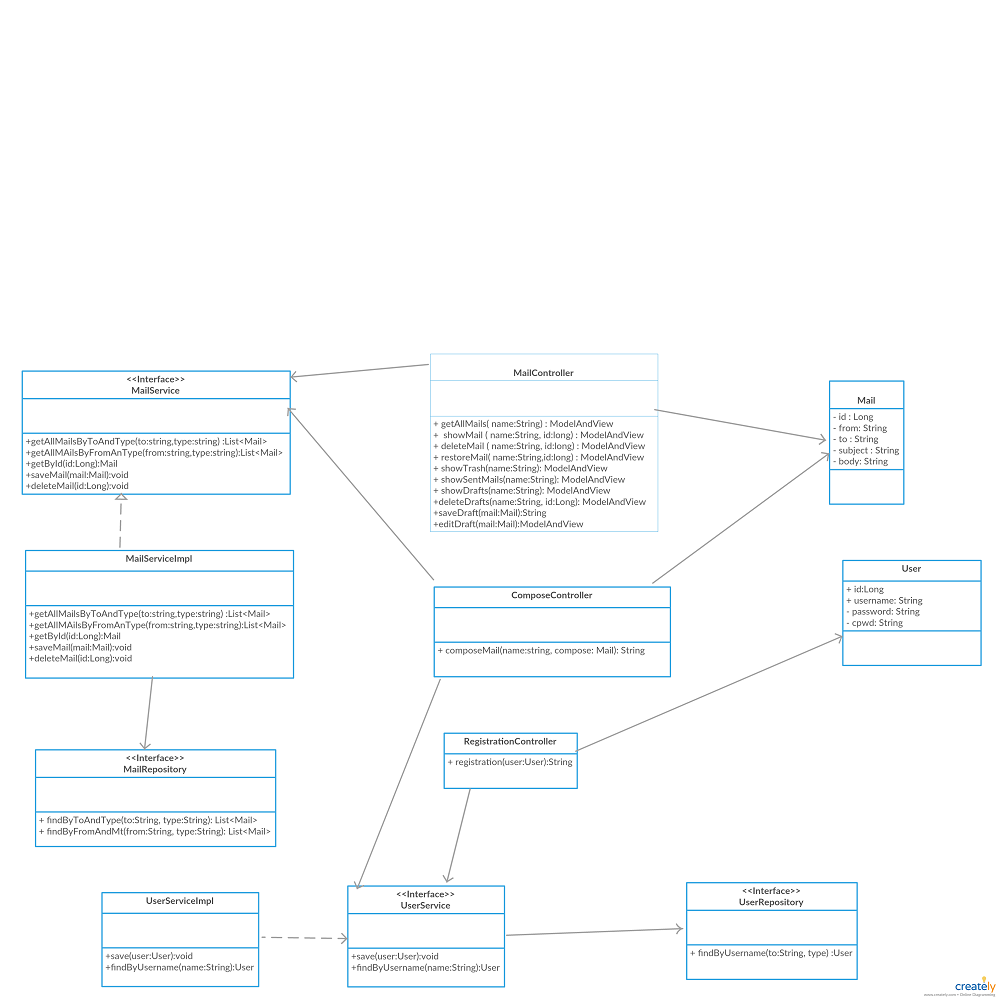 <<Interface>>
MailService
+getAllMailsByToAndType(to:string,type:string) :List<Mail>
+getAllMAilsByFromAnType(from:string,type:string):List<Mail>
+getById(id:Long):Mail
+saveMail(mail:Mail):void
+deleteMail(id:Long):void
MailController
+ getAllMails( name:String) : ModelAndView
+ showMail ( name:String, id:long) : ModelAndView
+ deleteMail ( name:String, id:long): ModelAndView
+ restoreMail( name:String,id:long) : ModelAndView
+ showTrash(name:String): ModelAndView
+ showSentMails(name:String): ModelAndView
+ showDrafts(name:String): ModelAndView
+deleteDrafts(name:String, id:Long): ModelAndView
+saveDraft(mail:Mail):String
+editDraft(mail:Mail):ModelAndView
Mail
- id : Long
- from: String
- to : String
- subject : String
- body: String
MailServiceImpl
+getAllMailsByToAndType(to:string,type:string) :List<Mail>
+getAllMAilsByFromAnType(from:string,type:string):List<Mail>
+getById(id:Long):Mail
+saveMail(mail:Mail):void
+deleteMail(id:Long):void
ComposeController
+ composeMail(name:string, compose: Mail): String
User
+ id:Long
+ username: String
- password: String
- cpwd: String
RegistrationController
+ registration(user:User):String
<<Interface>>
MailRepository
+ findByToAndType(to:String, type:String): List<Mail>
+ findByFromAndMt(from:String, type:String): List<Mail>
UserServiceImpl
+save(user:User):void
+findByUsername(name:String):User
<<Interface>>
UserService
+save(user:User):void
+findByUsername(name:String):User
<<Interface>>
UserRepository
+ findByUsername(to:String, type) :User
creately
www.creately.com • Online Diagramming